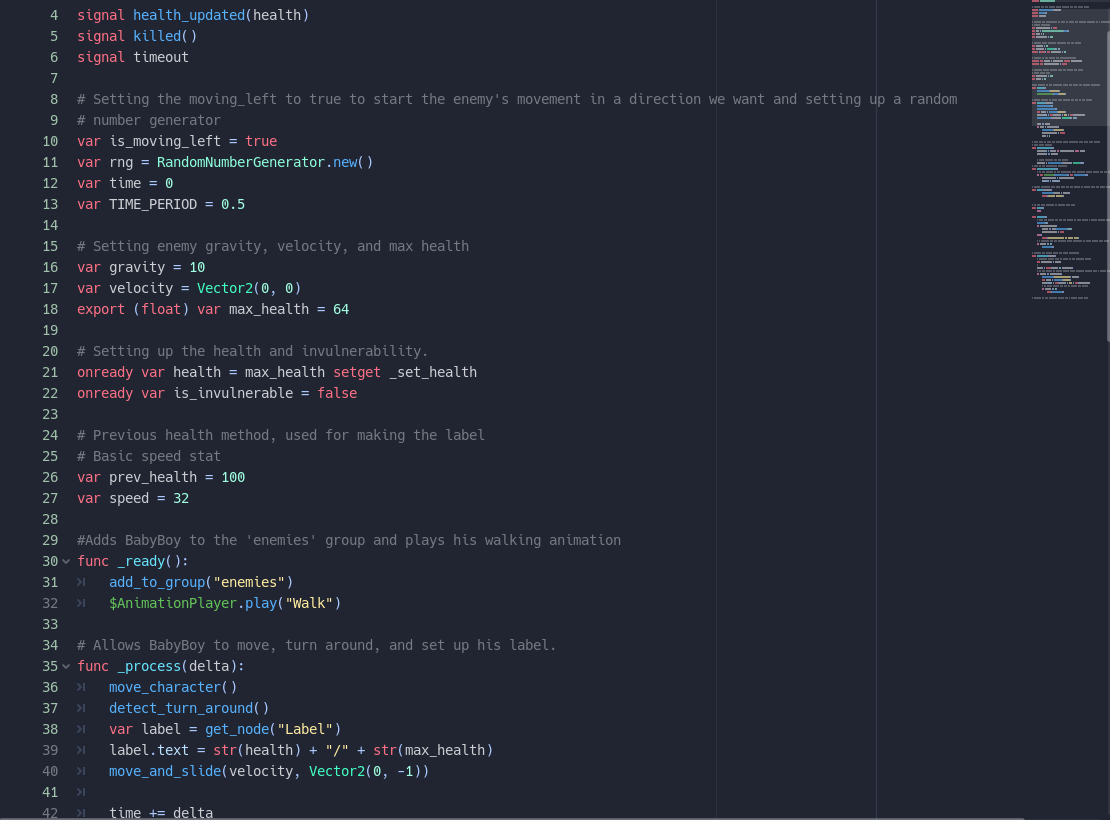 4 signal health_updated(health)
5 signal killed()
6 signal timeout
7
8 # Setting the moving_left to true to start the enemy's movement in a direction we want and setting up a random
9 # number generator
10 var is_moving_left = true
11 var rng = RandomNumberGenerator.new()
12 var time = 0
13 var TIME_PERIOD = 0.5
14
15 # Setting enemy gravity, velocity, and max health
16 var gravity = 10
17 var velocity = Vector2(0, 0)
18 export (float) var max_health = 64
19
20 # Setting up the health and invulnerability.
21 onready var health = max_health setget _set_health
22 onready var is_invulnerable = false
23
24 # Previous health method, used for making the label
25 # Basic speed stat
26 var prev_health = 100
27 var speed = 32
28
29 #Adds BabyBoy to the 'enemies' group and plays his walking animation
30 func _ready():
31 add_to_group("enemies")
32 $AnimationPlayer.play("Walk")
33
34 # Allows BabyBoy to move, turn around, and set up his label.
35 func _process(delta):
36 move_character()
37 detect_turn_around()
38 var label = get_node("Label")
39 label.text = str(health) + "/" + str(max_health)
40 move_and_slide(velocity, Vector2(0, -1))
41
42 time += delta